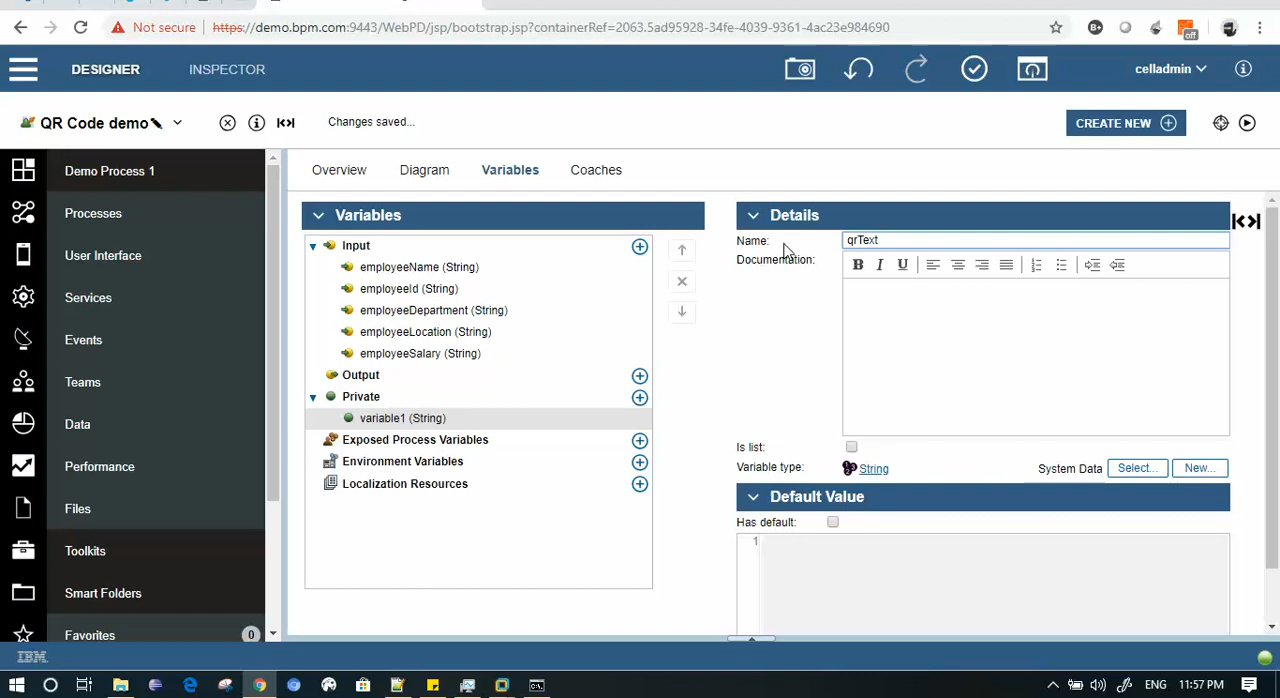 Not secure https://demo.bpm.com:9443/WebPD/jsp/bootstrap.jsp?containerRef=2063.5ad95928-34fe-4039-9361-ac23e984690
off
DESIGNER INSPECTOR celladmin
QR Code demo Changes saved... CREATE NEW
Demo Process 1
Processes
User Interface
Services
Events
Teams
Data
Performance
Files
Toolkits
Smart Folders
Favorites 0
Overview Diagram Variables Coaches
Variables
Input
employeeName (String)
employeeId (String)
employeeDepartment (String)
employeeLocation (String)
employeeSalary (String)
Output
Private
variable1 (String)
Exposed Process Variables
Environment Variables
Localization Resources
Details
Name: qrText
Documentation:
B I U
Is list:
Variable type: String System Data Select... New...
Default Value
Has default:
1
IBM
ENG 11:57 PM